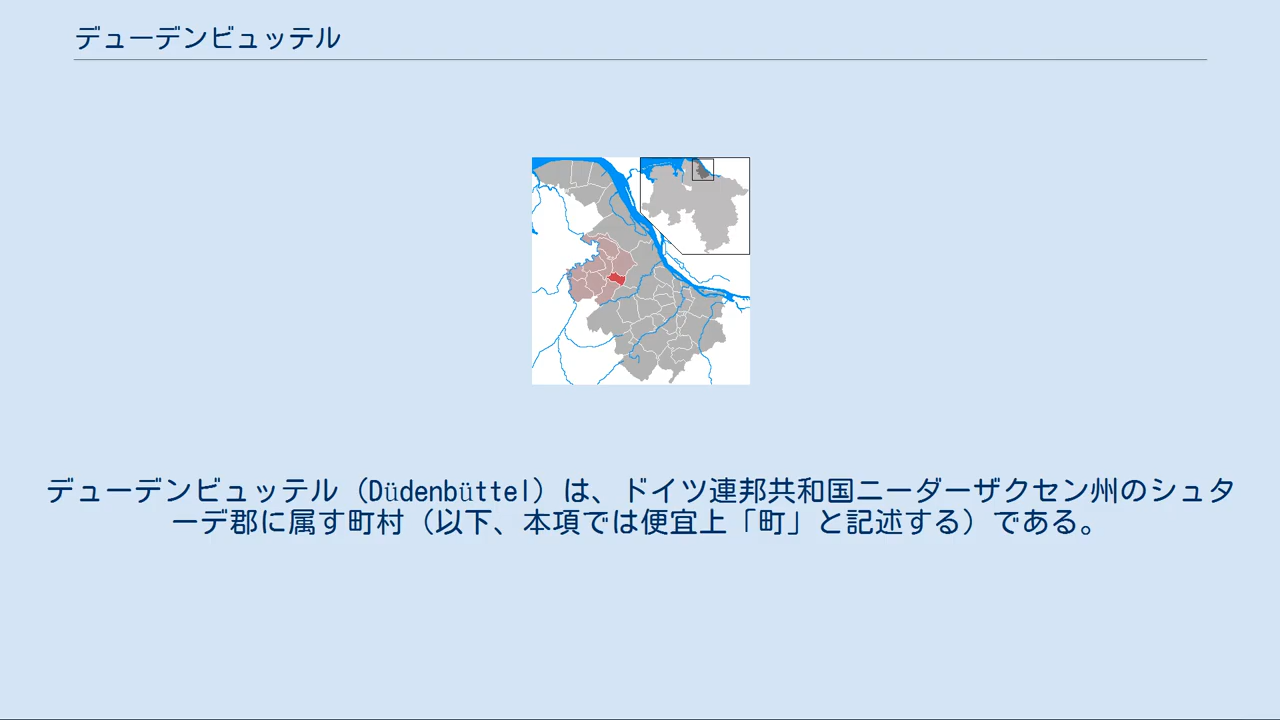 デューデンビュッテル
デューデンビュッテル（Düdenbüttel）は、ドイツ連邦共和国ニーダーザクセン州のシュタ
ーデ郡に属す町村（以下、本項では便宜上「町」と記述する）である。